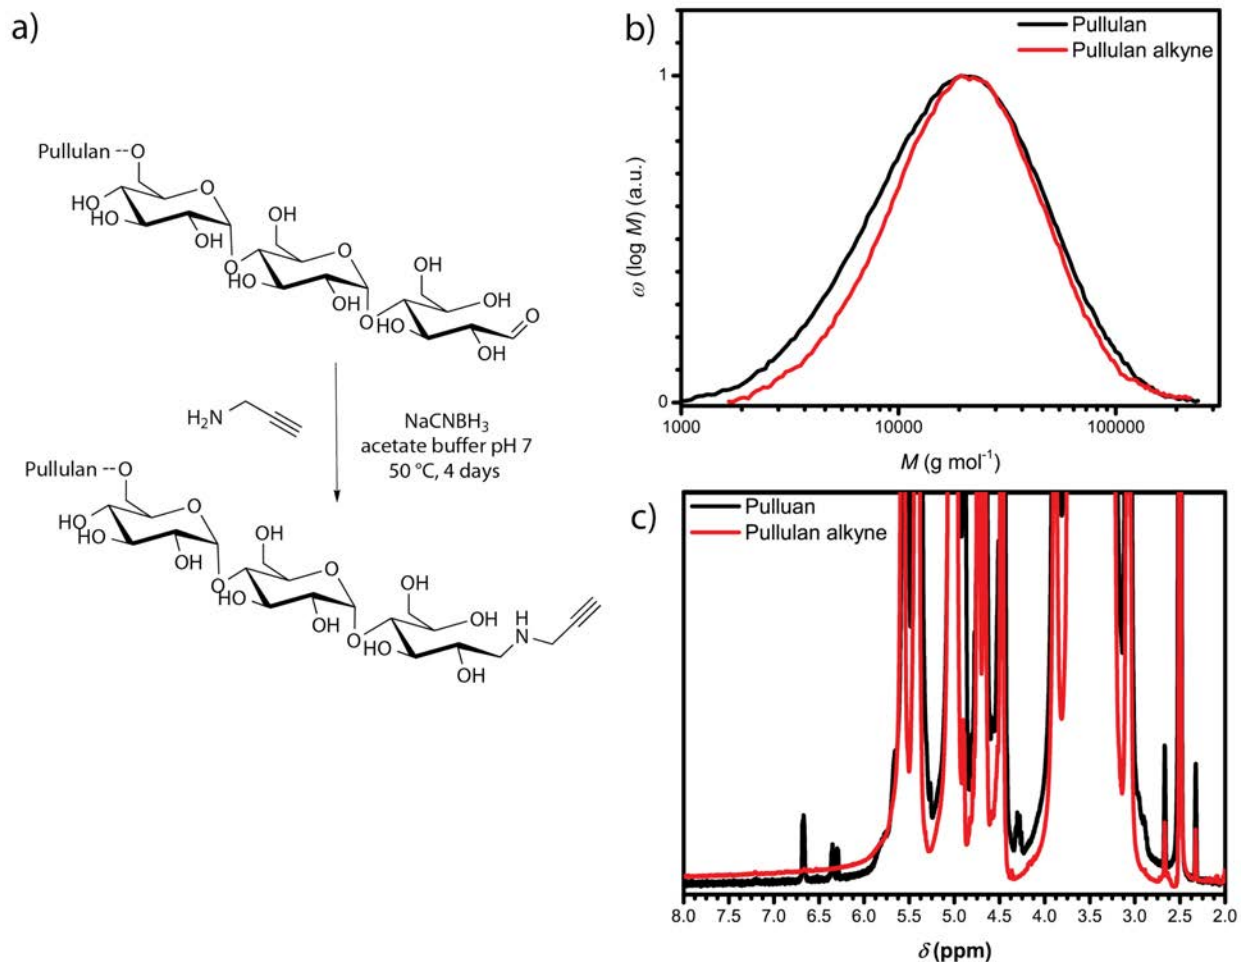 a)
Pullulan --O
O
HO
HO
OH
O
OH
O
HO
OH
O
OH
OH
HO
OH
O
H2N
NaCNBH3
acetate buffer pH 7
50 °C, 4 days
Pullulan --O
O
HO
HO
OH
O
OH
O
HO
OH
O
OH
OH
HO
OH
H
N
b)
Pullulan
Pullulan alkyne
1
0
ω (log M) (a.u.)
1000 10000 100000
M (g mol-1)
c)
Pulluan
Pullulan alkyne
8.0 7.5 7.0 6.5 6.0 5.5 5.0 4.5 4.0 3.5 3.0 2.5 2.0
δ (ppm)